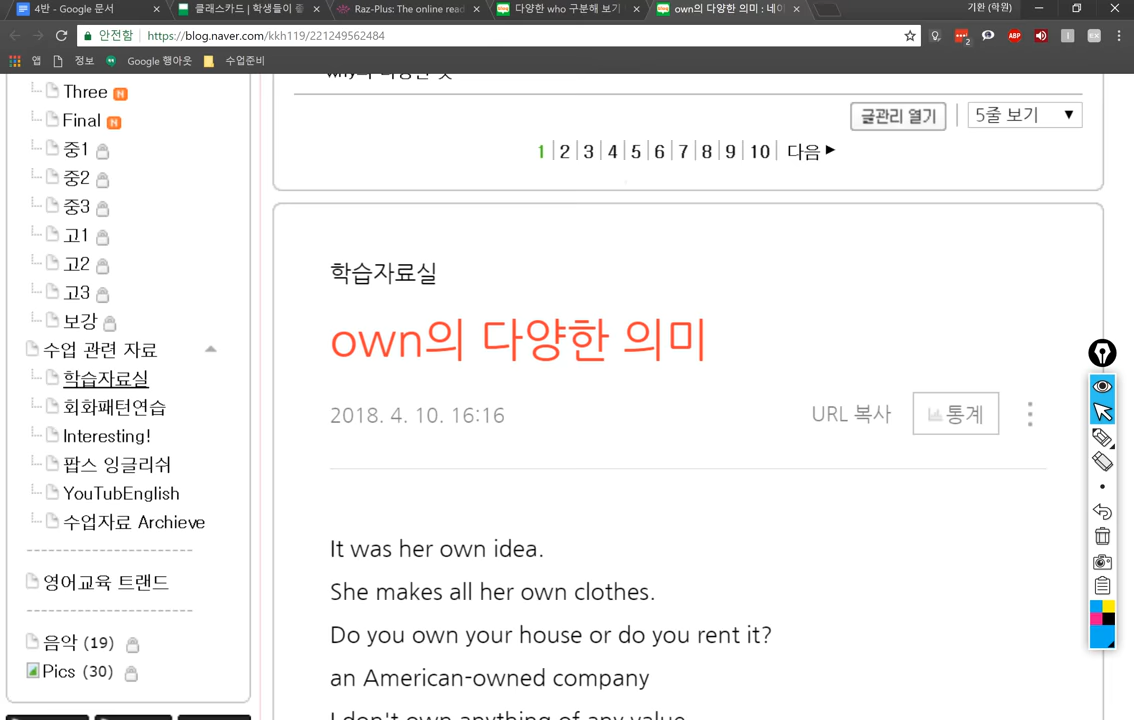 4반 - Google 문서
클래스카드 | 학생들이 좋
Raz-Plus: The online read
다양한 who 구분해 보기
own의 다양한 의미 : 네이
기환 (학원)
안전함 https://blog.naver.com/kkh119/221249562484
ABP
2
앱 정보 Google 행아웃 수업준비
Three N
Final N
중1
중2
중3
고1
고2
고3
보강
수업 관련 자료
학습자료실
회화패턴연습
Interesting!
팝스 잉글리쉬
YouTubEnglish
수업자료 Archieve
영어교육 트랜드
음악 (19)
Pics (30)
글관리 열기 5줄 보기
1 2 3 4 5 6 7 8 9 10 다음
학습자료실
own의 다양한 의미
2018. 4. 10. 16:16
URL 복사 통계
It was her own idea.
She makes all her own clothes.
Do you own your house or do you rent it?
an American-owned company
I don't own anything of any value.